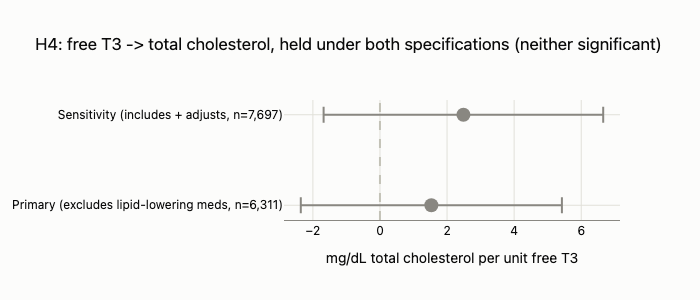 H4: free T3 -> total cholesterol, held under both specifications (neither significant)
Sensitivity (includes + adjusts, n=7,697)
Primary (excludes lipid-lowering meds, n=6,311)
−2 0 2 4 6
mg/dL total cholesterol per unit free T3